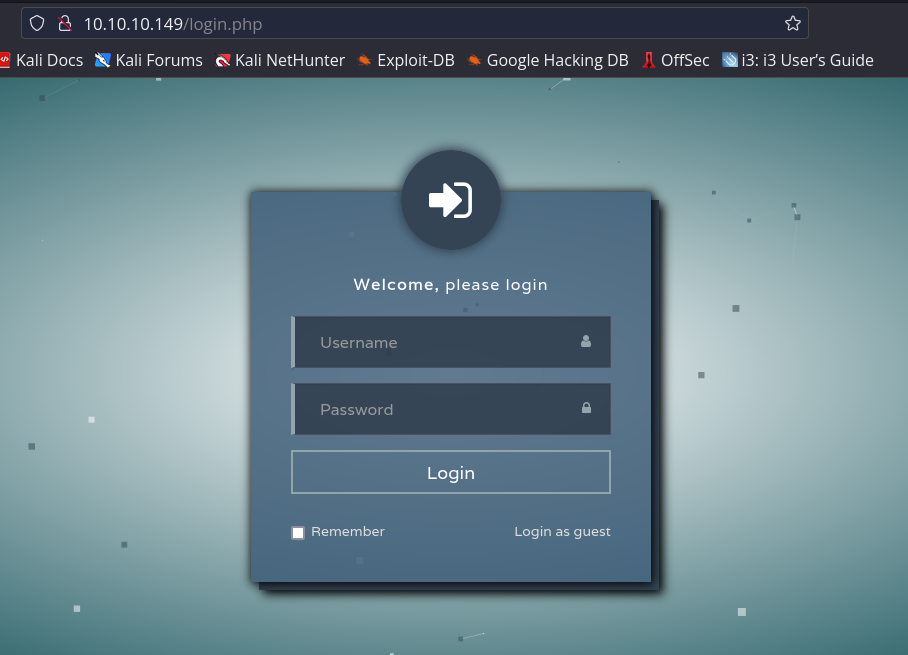 10.10.10.149/login.php
Kali Docs Kali Forums Kali NetHunter Exploit-DB Google Hacking DB OffSec i3: i3 User’s Guide
Welcome, please login
Username
Password
Login
Remember Login as guest